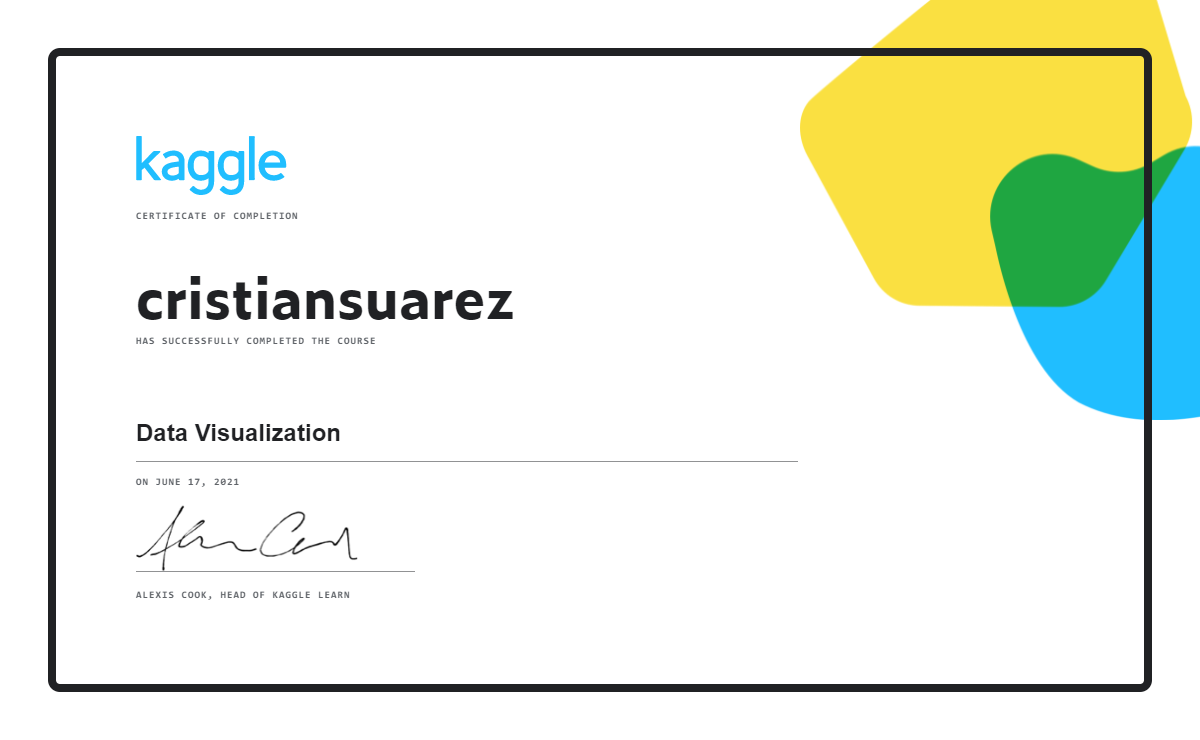 kaggle
CERTIFICATE OF COMPLETION
cristiansuarez
HAS SUCCESSFULLY COMPLETED THE COURSE
Data Visualization
ON JUNE 17, 2021
Alexis Cook
ALEXIS COOK, HEAD OF KAGGLE LEARN